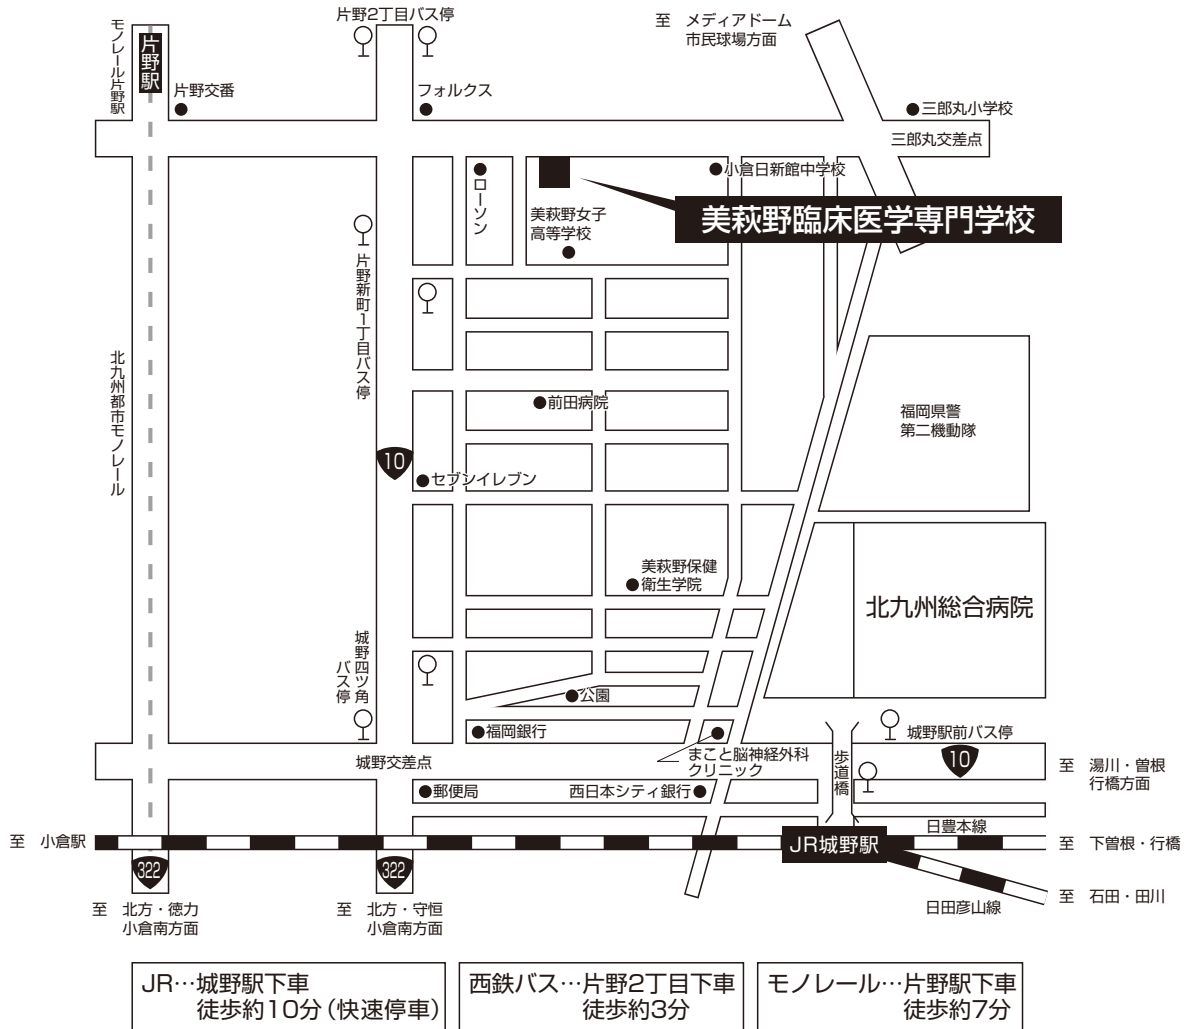 片野2丁目バス停
至 メディアドーム
市民球場方面
モノレール片野駅
片野駅
片野交番
フォルクス
三郎丸小学校
三郎丸交差点
小倉日新館中学校
ローソン
美萩野女子
高等学校
美萩野臨床医学専門学校
片野新町1丁目バス停
北九州都市モノレール
前田病院
福岡県警
第二機動隊
10
セブンイレブン
美萩野保健
衛生学院
北九州総合病院
城野四ツ角
バス停
公園
福岡銀行
城野駅前バス停
城野交差点
まこと脳神経外科
クリニック
歩道橋
10
至 湯川・曽根
行橋方面
郵便局
西日本シティ銀行
日豊本線
至 小倉駅
JR城野駅
至 下曽根・行橋
322
322
至 石田・田川
日田彦山線
至 北方・徳力
小倉南方面
至 北方・守恒
小倉南方面
JR…城野駅下車
徒歩約10分(快速停車)
西鉄バス…片野2丁目下車
徒歩約3分
モノレール…片野駅下車
徒歩約7分